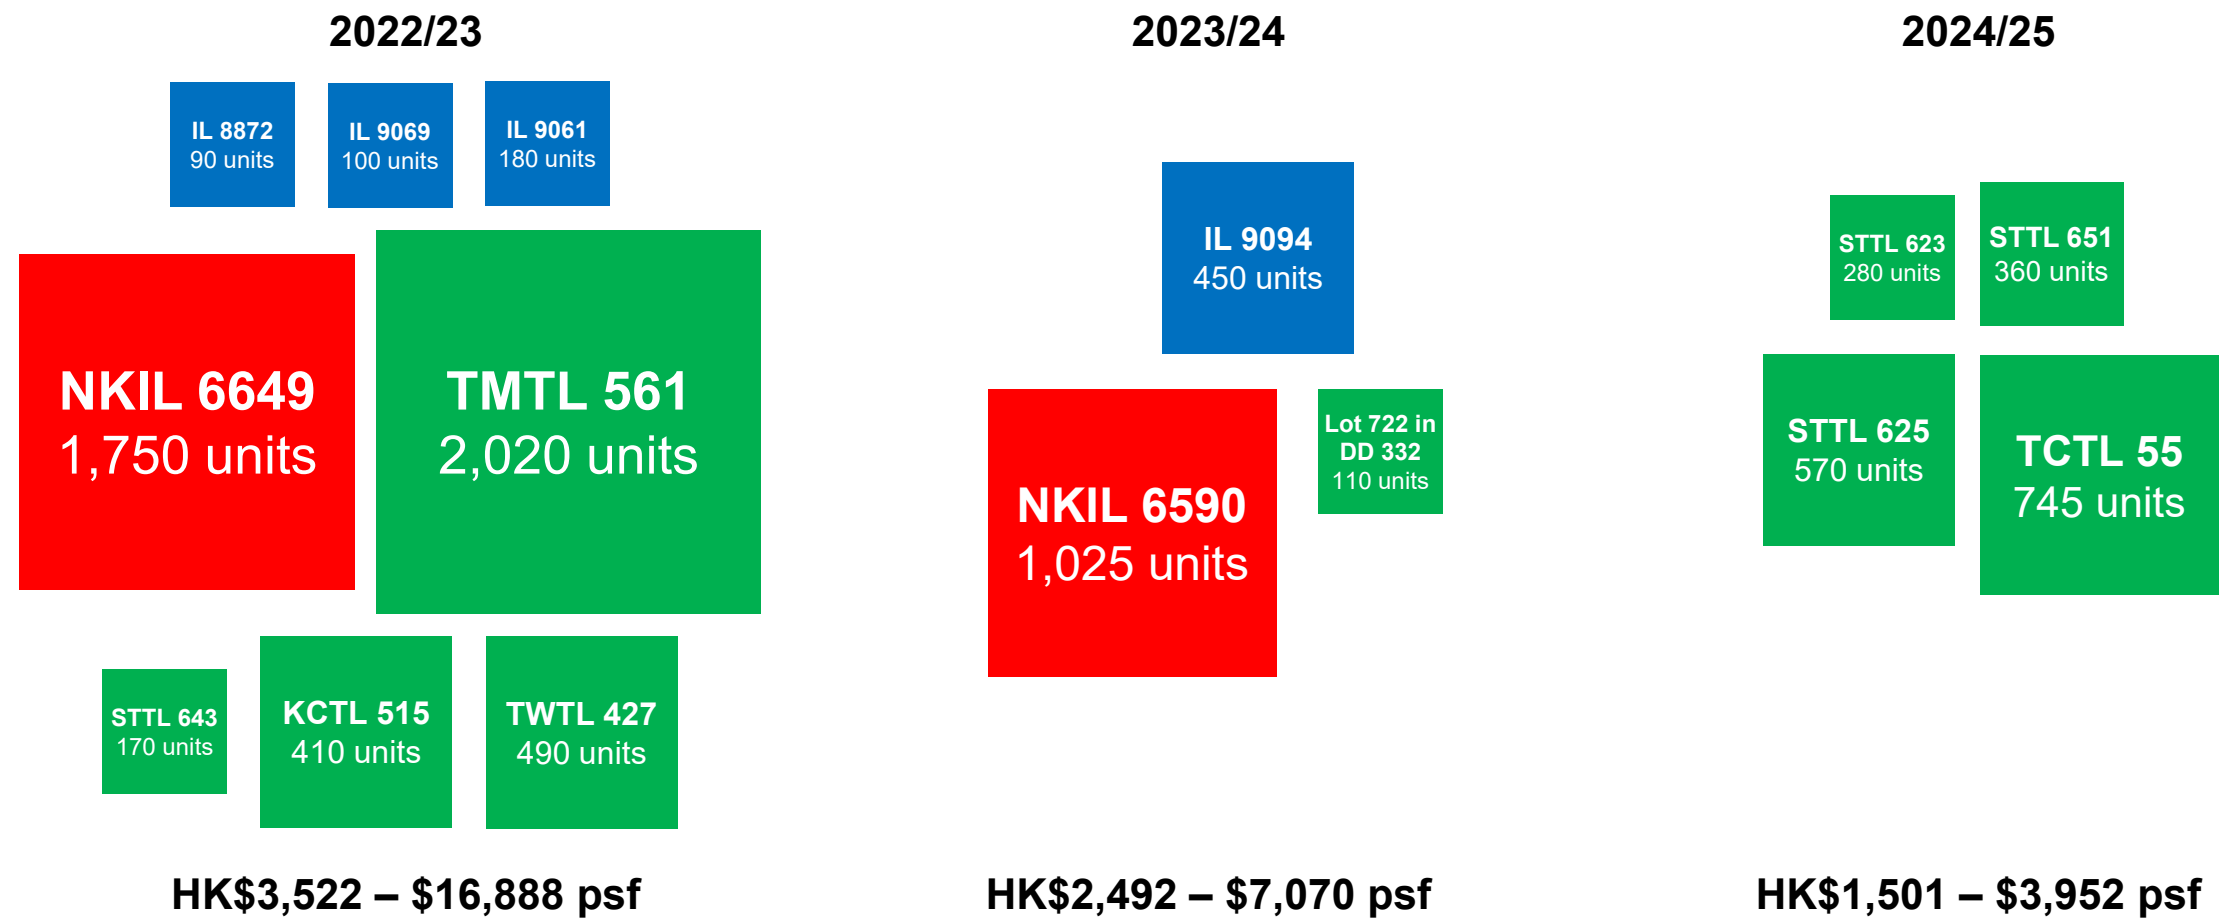 2022/23
IL 8872
90 units
IL 9069
100 units
IL 9061
180 units
NKIL 6649
1,750 units
TMTL 561
2,020 units
STTL 643
170 units
KCTL 515
410 units
TWTL 427
490 units
HK$3,522 – $16,888 psf
2023/24
IL 9094
450 units
NKIL 6590
1,025 units
Lot 722 in
DD 332
110 units
HK$2,492 – $7,070 psf
2024/25
STTL 623
280 units
STTL 651
360 units
STTL 625
570 units
TCTL 55
745 units
HK$1,501 – $3,952 psf